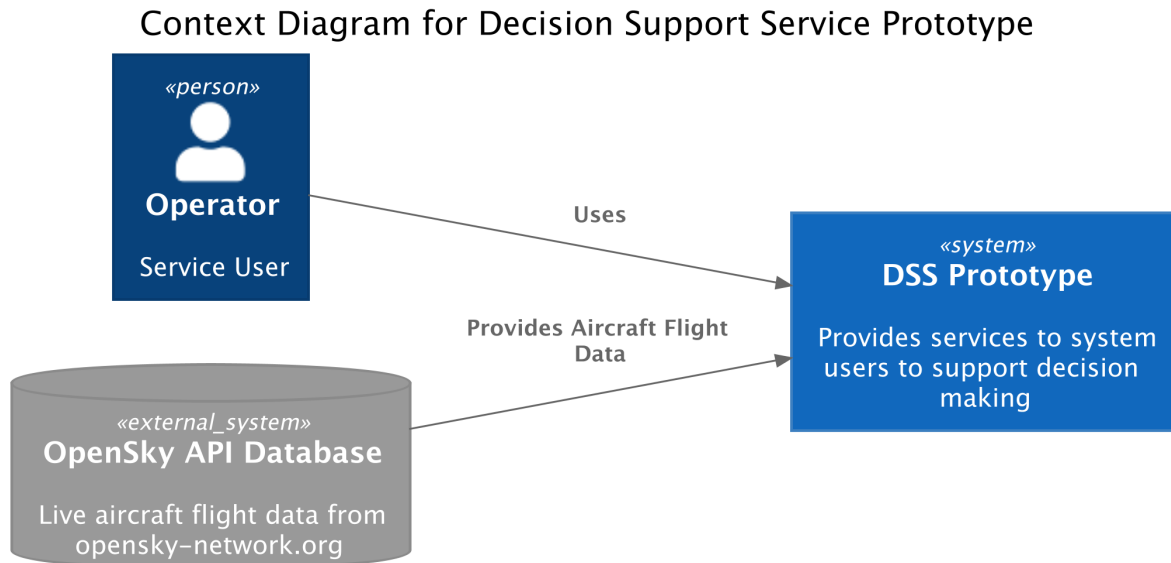 Context Diagram for Decision Support Service Prototype
«person»
Operator
Service User
Uses
«system»
DSS Prototype
Provides services to system
users to support decision
making
Provides Aircraft Flight
Data
«external_system»
OpenSky API Database
Live aircraft flight data from
opensky-network.org